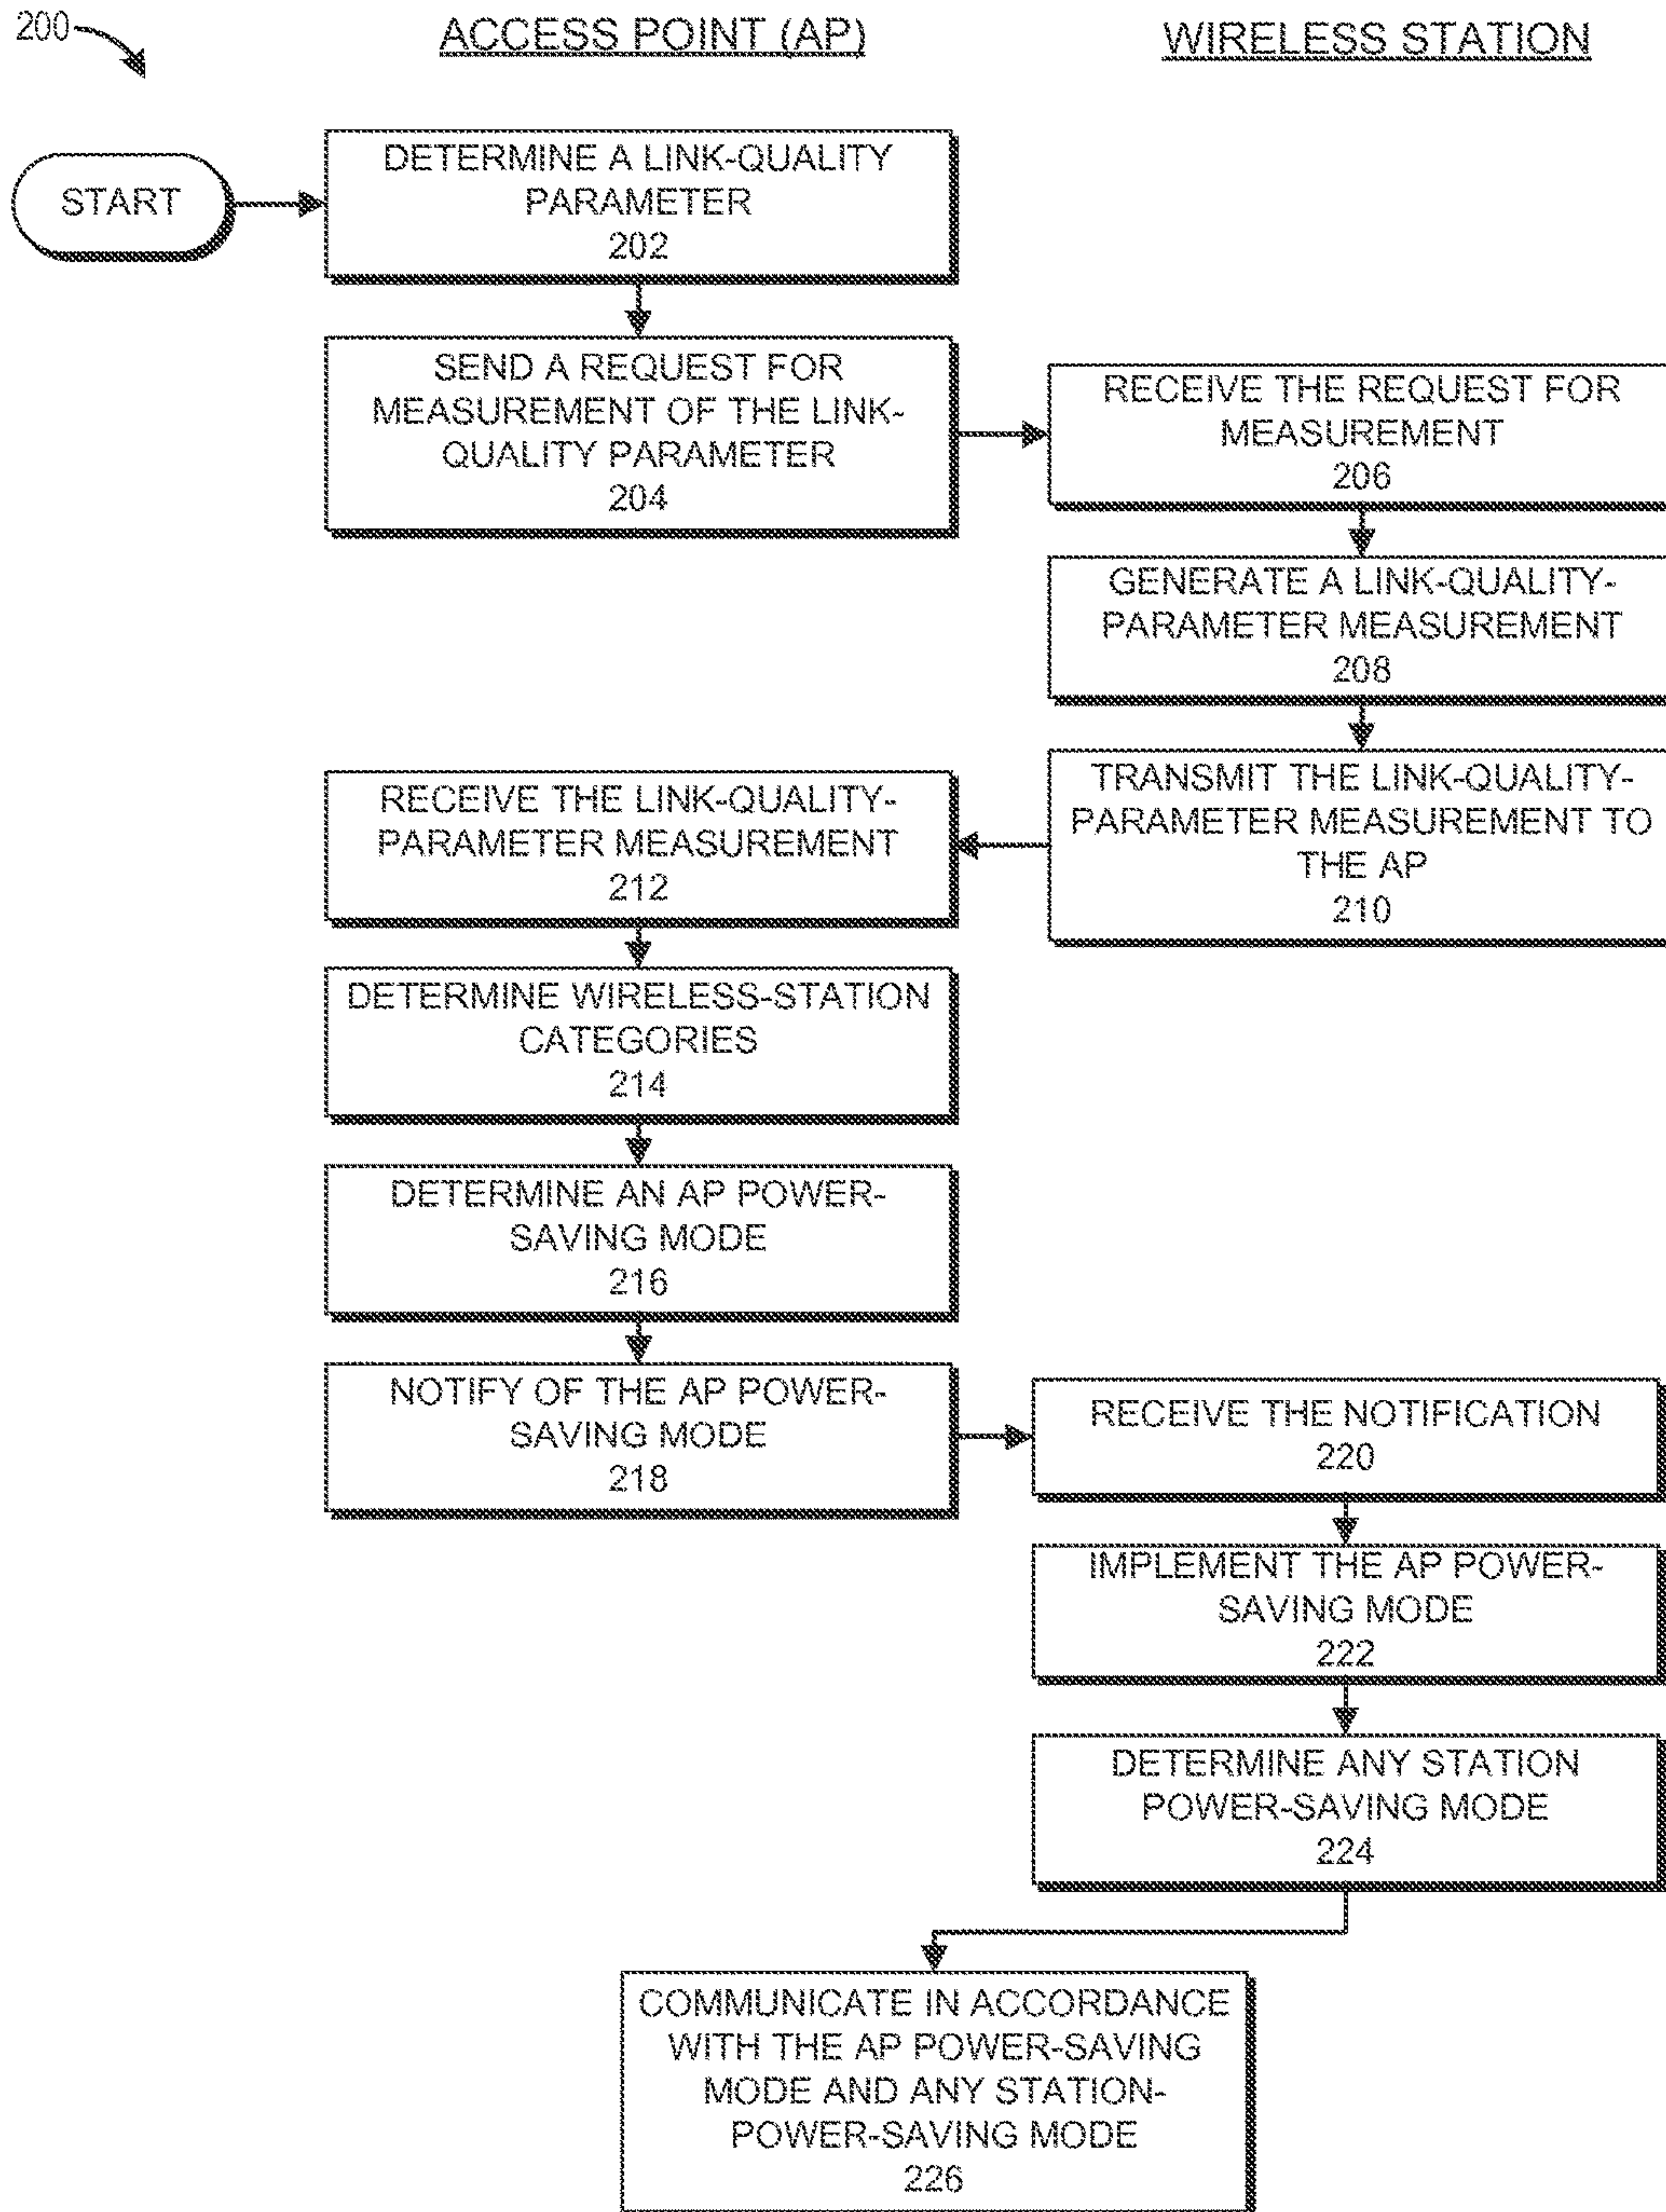 200
ACCESS POINT (AP)
WIRELESS STATION
START
DETERMINE A LINK-QUALITY
PARAMETER
202
SEND A REQUEST FOR
MEASUREMENT OF THE LINK-
QUALITY PARAMETER
204
RECEIVE THE REQUEST FOR
MEASUREMENT
206
GENERATE A LINK-QUALITY-
PARAMETER MEASUREMENT
208
TRANSMIT THE LINK-QUALITY-
PARAMETER MEASUREMENT TO
THE AP
210
RECEIVE THE LINK-QUALITY-
PARAMETER MEASUREMENT
212
DETERMINE WIRELESS-STATION
CATEGORIES
214
DETERMINE AN AP POWER-
SAVING MODE
216
NOTIFY OF THE AP POWER-
SAVING MODE
218
RECEIVE THE NOTIFICATION
220
IMPLEMENT THE AP POWER-
SAVING MODE
222
DETERMINE ANY STATION
POWER-SAVING MODE
224
COMMUNICATE IN ACCORDANCE
WITH THE AP POWER-SAVING
MODE AND ANY STATION-
POWER-SAVING MODE
226